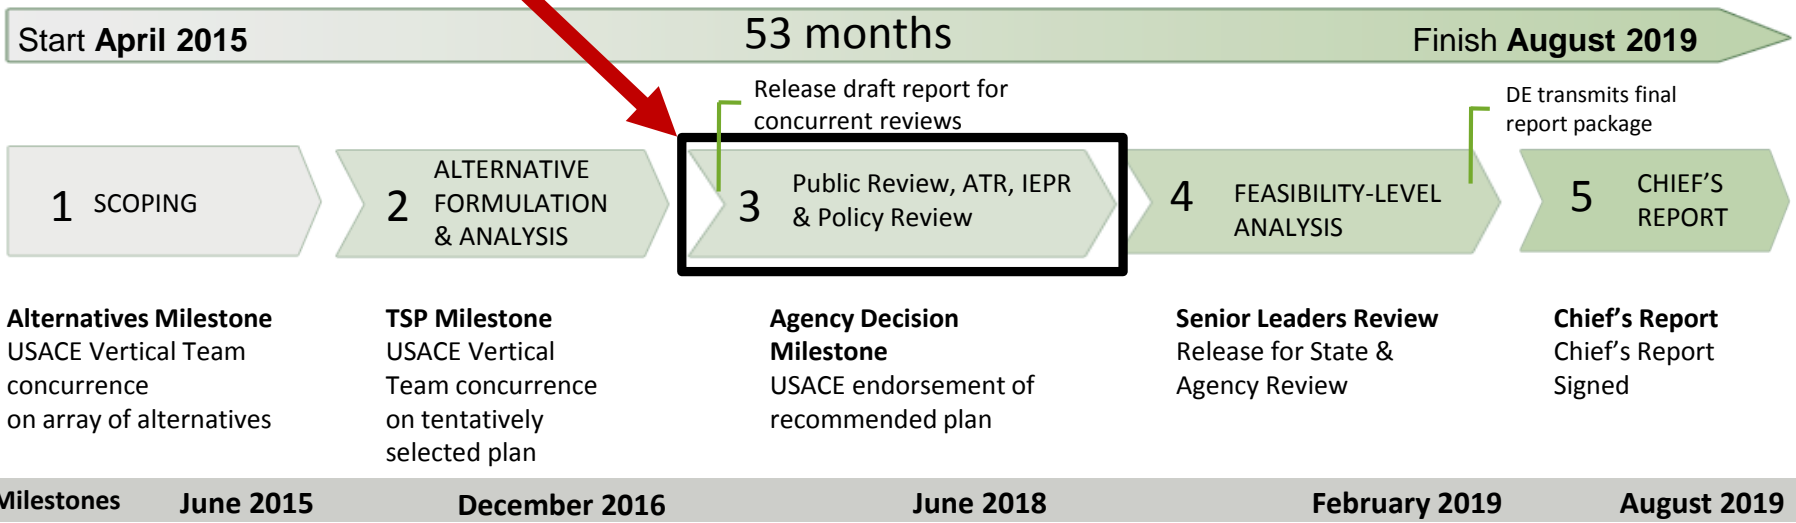 Start April 2015
53 months
Finish August 2019
Release draft report for
concurrent reviews
DE transmits final
report package
1 SCOPING
2 ALTERNATIVE
FORMULATION
& ANALYSIS
3 Public Review, ATR, IEPR
& Policy Review
4 FEASIBILITY-LEVEL
ANALYSIS
5 CHIEF'S
REPORT
Alternatives Milestone
USACE Vertical Team
concurrence
on array of alternatives
TSP Milestone
USACE Vertical
Team concurrence
on tentatively
selected plan
Agency Decision
Milestone
USACE endorsement of
recommended plan
Senior Leaders Review
Release for State &
Agency Review
Chief's Report
Chief's Report
Signed
Milestones June 2015 December 2016 June 2018 February 2019 August 2019